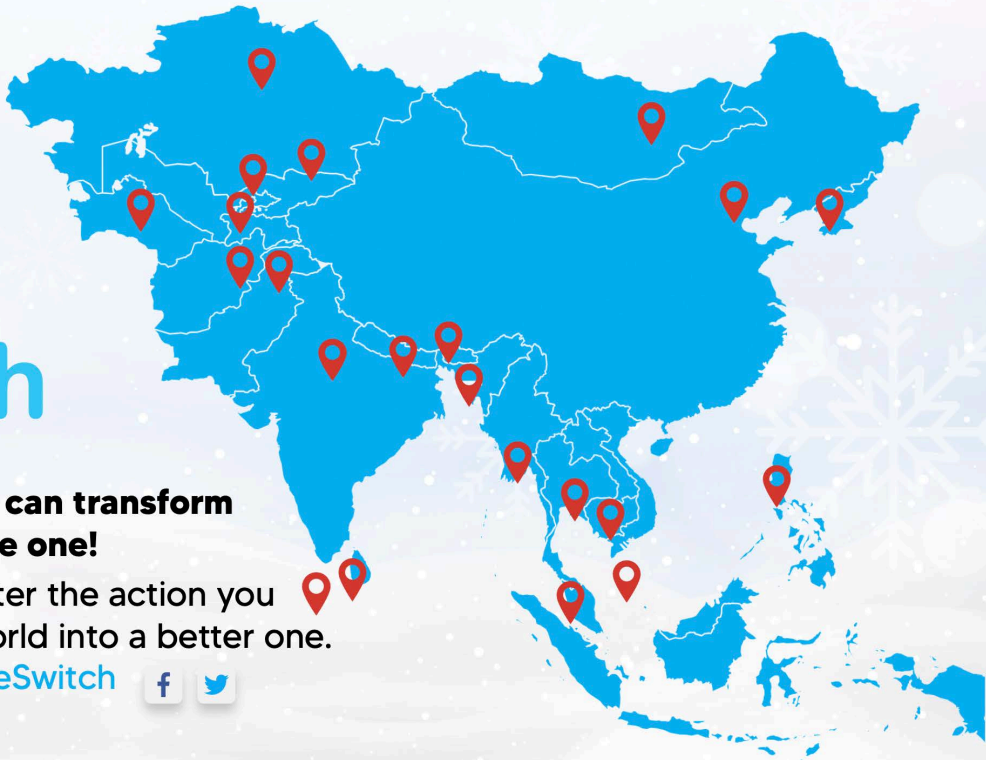 h
can transform
e one!
ter the action you
orld into a better one.
eSwitch